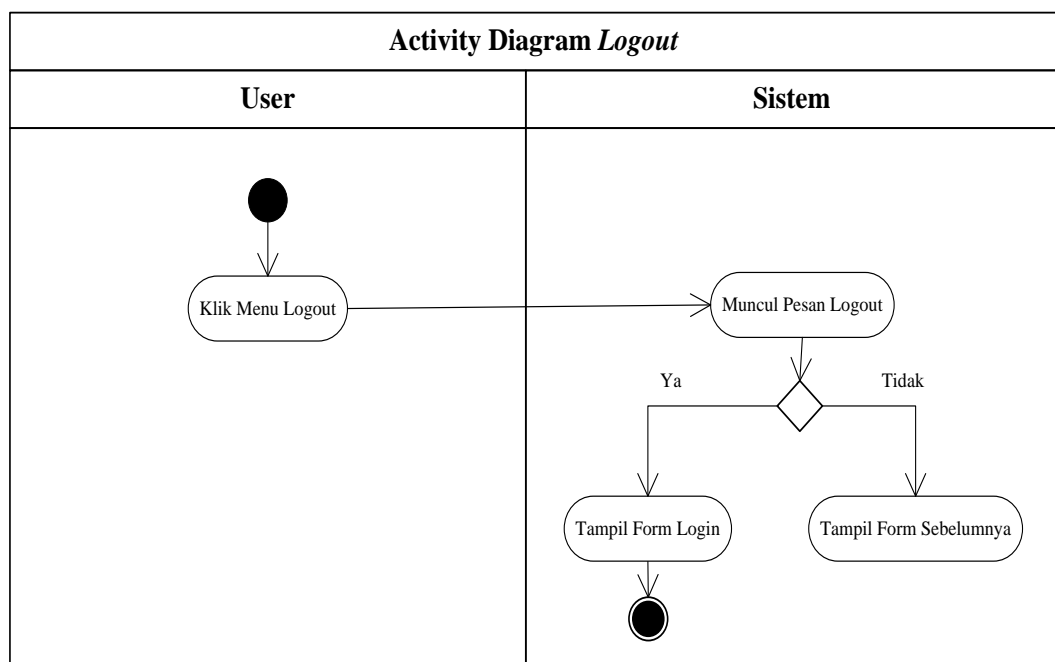 Activity Diagram Logout
User
Sistem
Klik Menu Logout
Muncul Pesan Logout
Ya
Tidak
Tampil Form Login
Tampil Form Sebelumnya